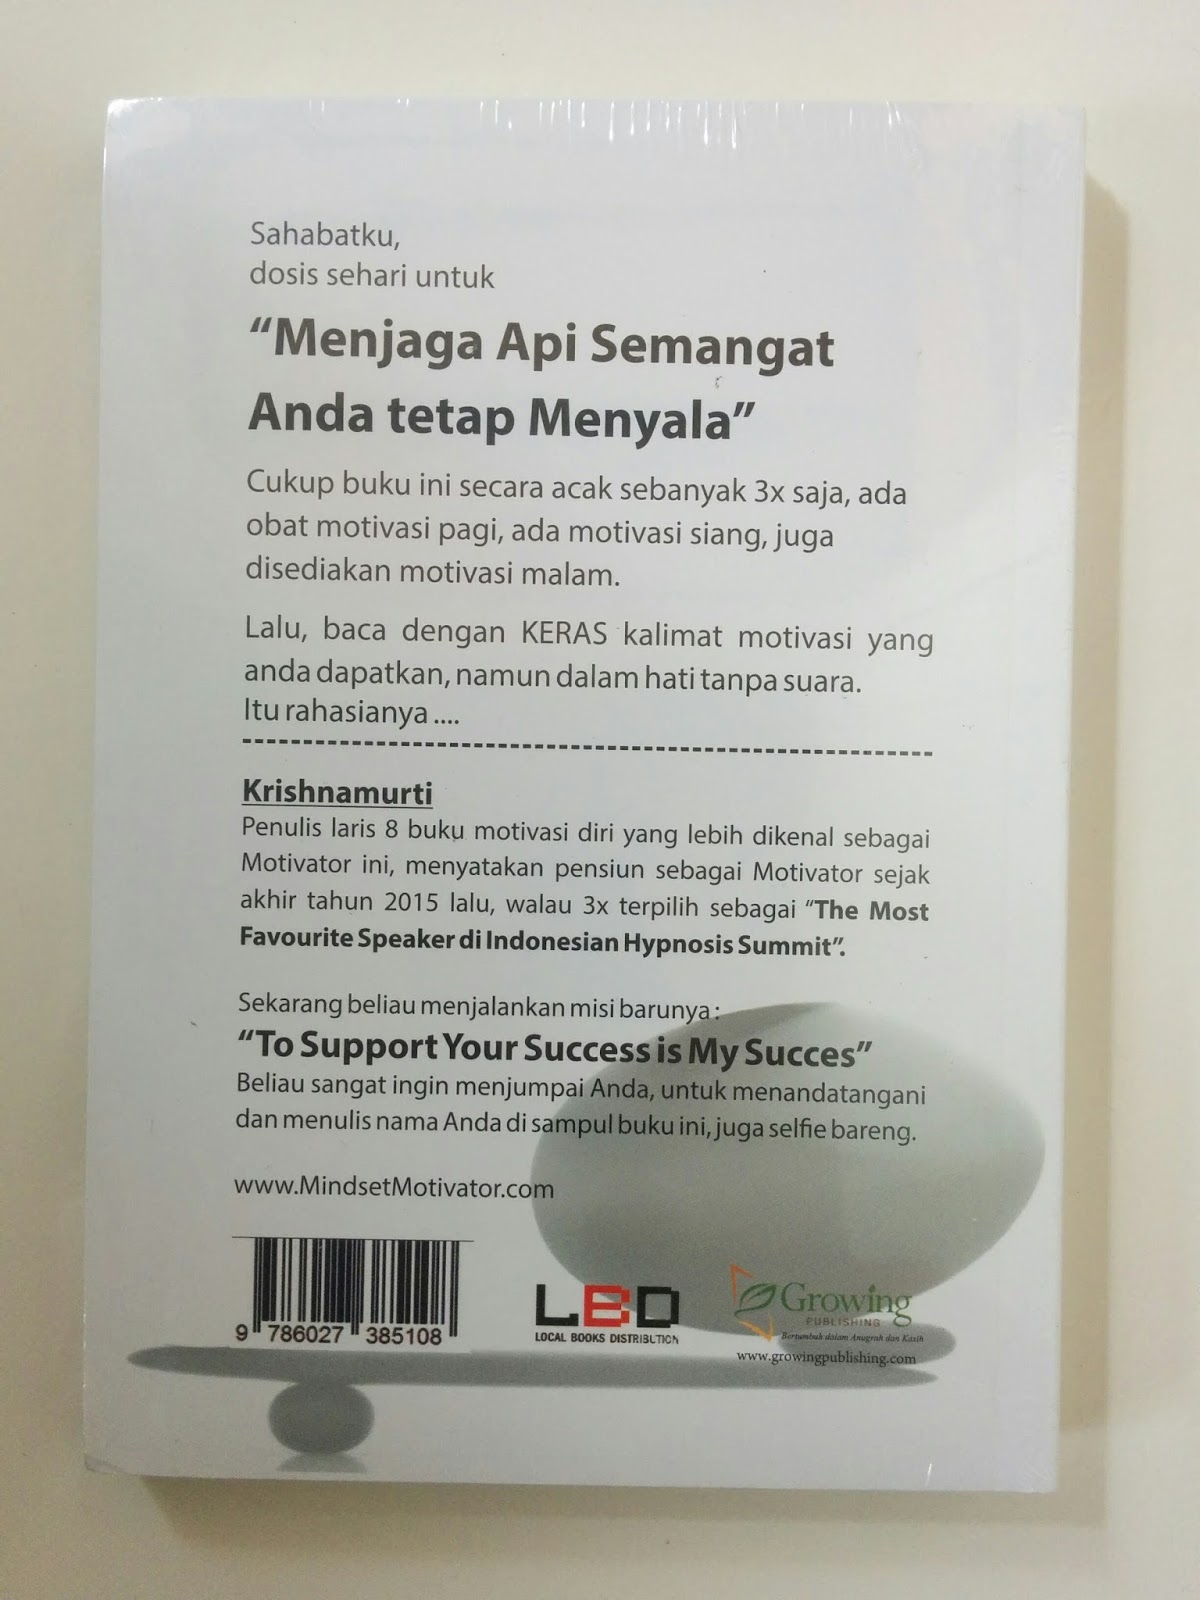 Sahabatku,
dosis sehari untuk
“Menjaga Api Semangat
Anda tetap Menyala”
Cukup buku ini secara acak sebanyak 3x saja, ada
obat motivasi pagi, ada motivasi siang, juga
disediakan motivasi malam.
Lalu, baca dengan KERAS kalimat motivasi yang
anda dapatkan, namun dalam hati tanpa suara.
Itu rahasianya ....
Krishnamurti
Penulis laris 8 buku motivasi diri yang lebih dikenal sebagai
Motivator ini, menyatakan pensiun sebagai Motivator sejak
akhir tahun 2015 lalu, walau 3x terpilih sebagai “The Most
Favourite Speaker di Indonesian Hypnosis Summit”.
Sekarang beliau menjalankan misi barunya :
“To Support Your Success is My Succes”
Beliau sangat ingin menjumpai Anda, untuk menandatangani
dan menulis nama Anda di sampul buku ini, juga selfie bareng.
www.MindsetMotivator.com
9 786027 385108
LBD
LOCAL BOOKS DISTRIBUTION
Growing
PUBLISHING
Bertumbuh dalam Anugrah dan Kasih
www.growingpublishing.com